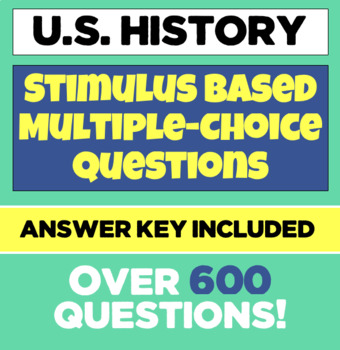 U.S. HISTORY
Stimulus Based
Multiple-Choice
Questions
ANSWER KEY INCLUDED
OVER 600
QUESTIONS!